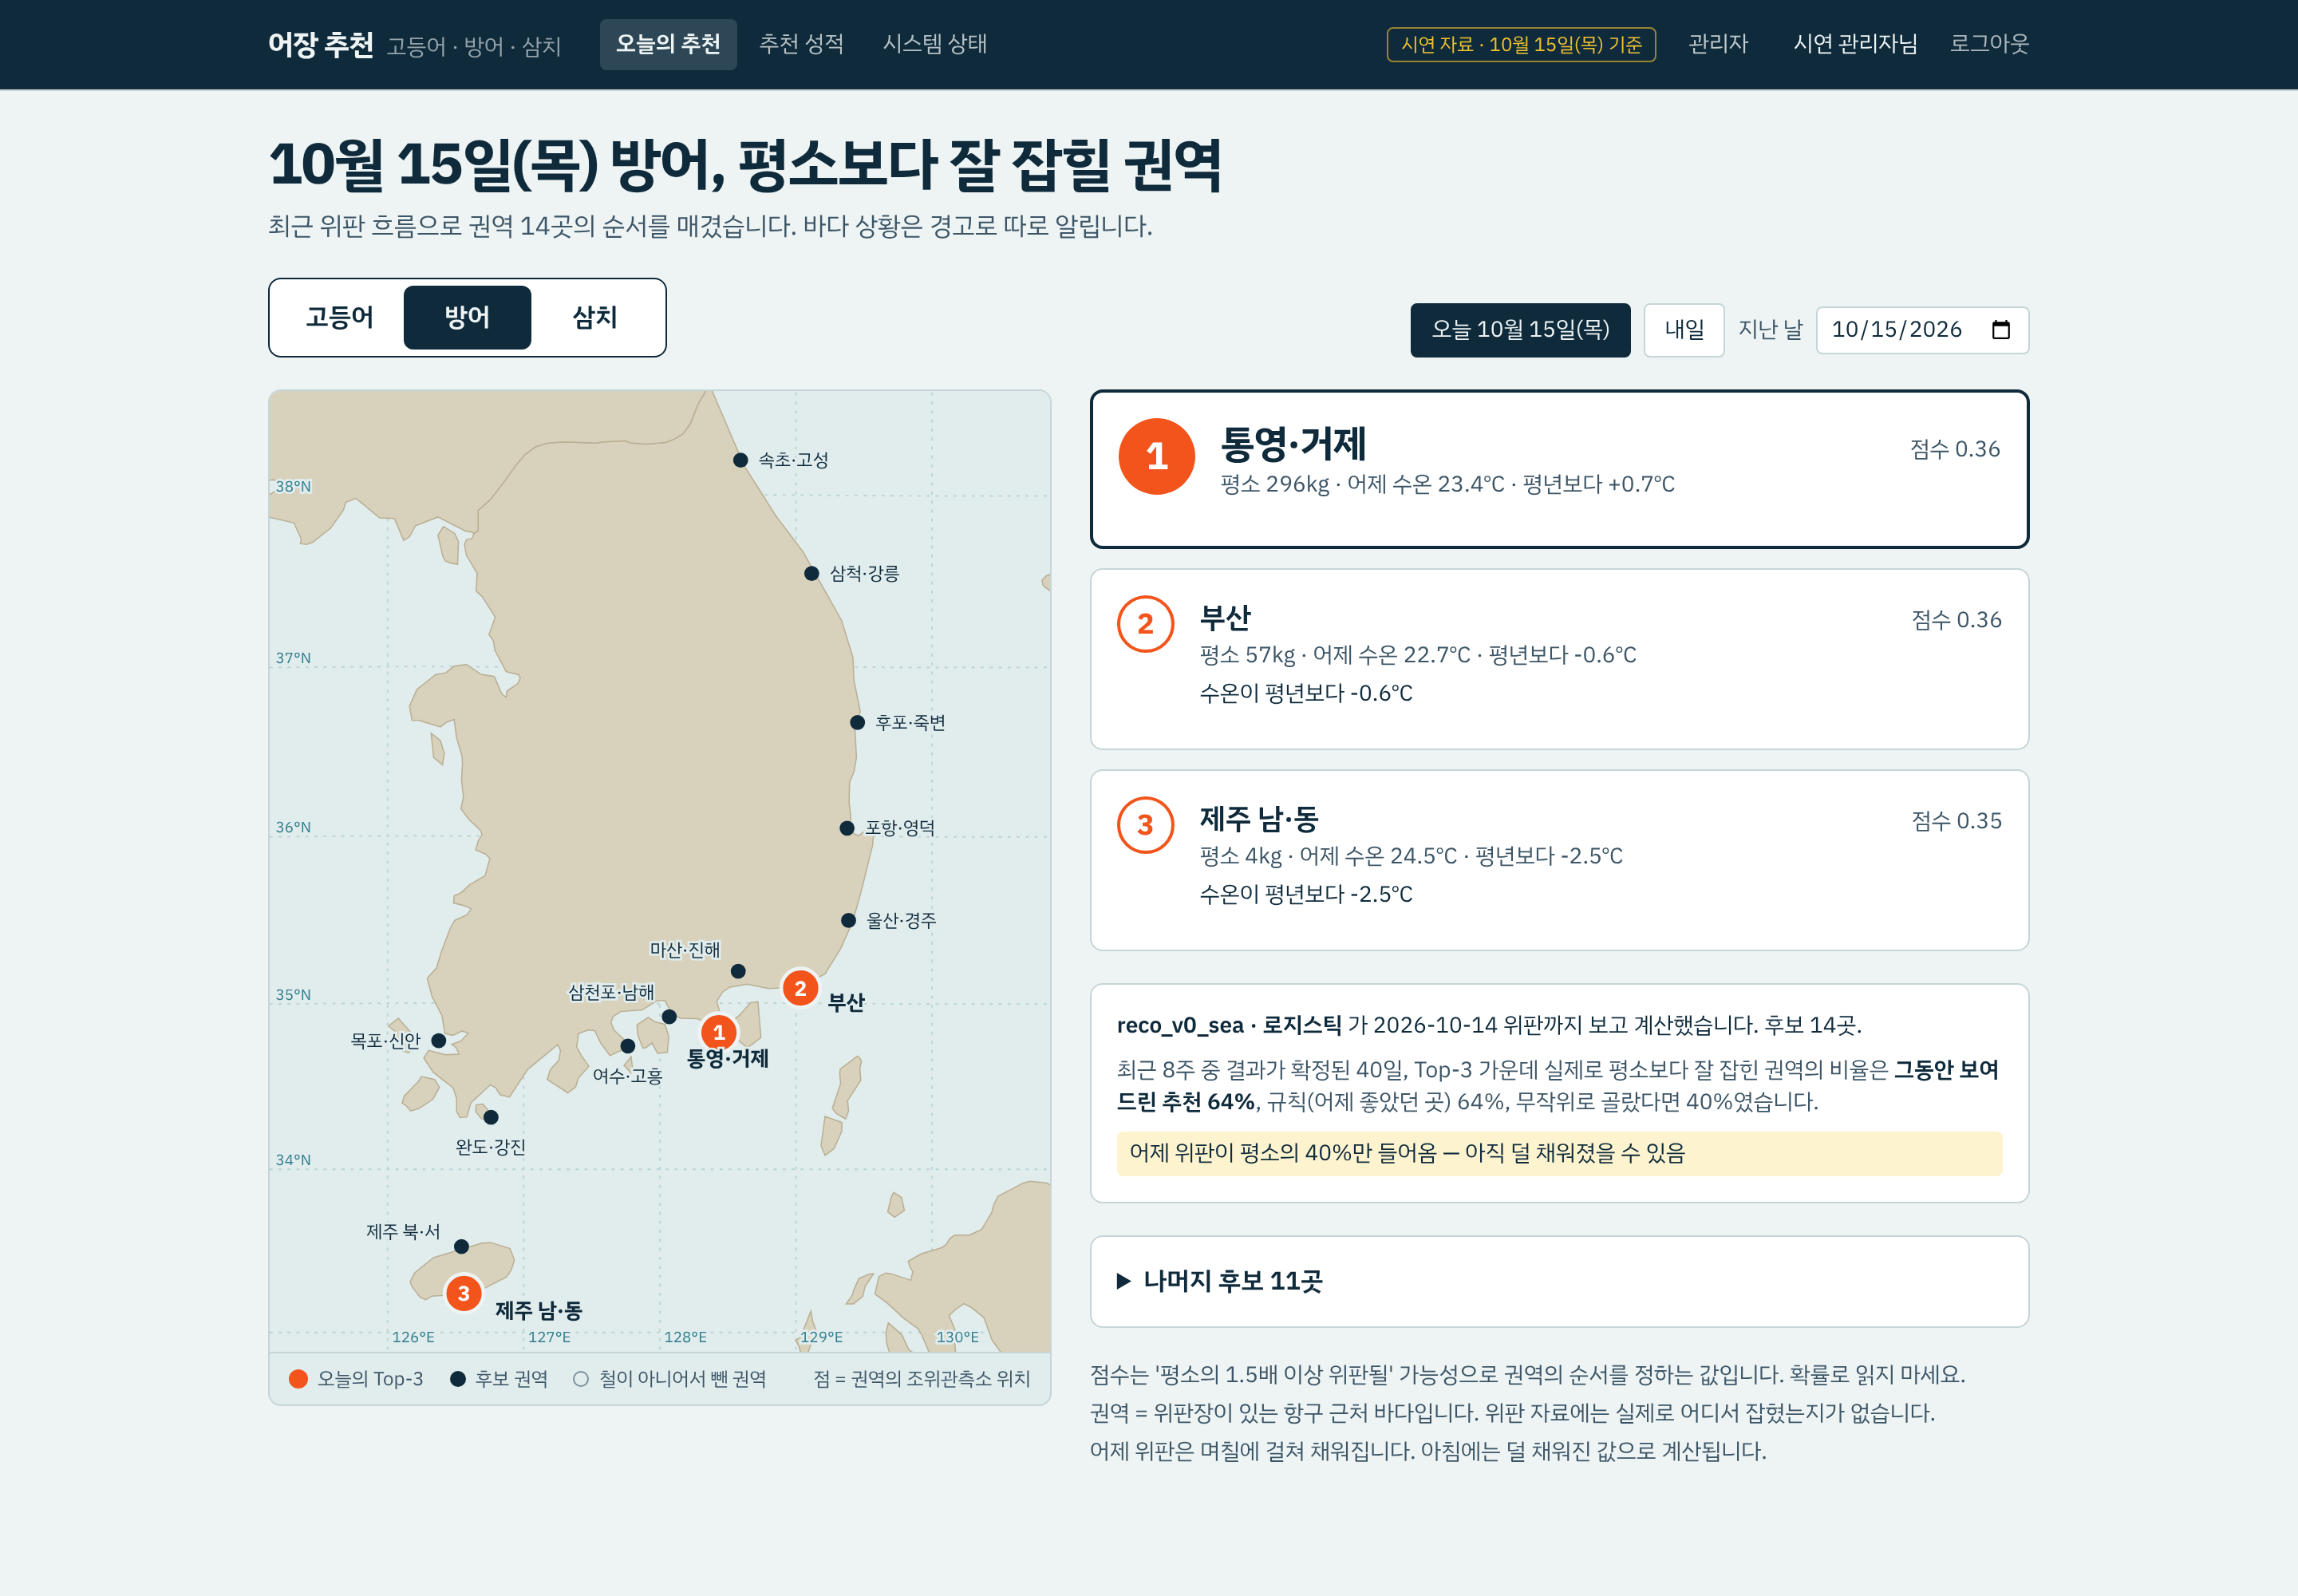 어장 추천 고등어 · 방어 · 삼치 오늘의 추천 추천 성적 시스템 상태 시연 자료 · 10월 15일(목) 기준 관리자 시연 관리자님 로그아웃
10월 15일(목) 방어, 평소보다 잘 잡힐 권역
최근 위판 흐름으로 권역 14곳의 순서를 매겼습니다. 바다 상황은 경고로 따로 알립니다.
고등어 방어 삼치
오늘 10월 15일(목) 내일 지난 날 10/15/2026
속초·고성
38°N
삼척·강릉
37°N
후포·죽변
36°N
포항·영덕
울산·경주
마산·진해
35°N
삼천포·남해
2
부산
1
통영·거제
목포·신안
여수·고흥
완도·강진
34°N
제주 북·서
3
제주 남·동
126°E 127°E 128°E 129°E 130°E
오늘의 Top-3 후보 권역 철이 아니어서 뺀 권역 점 = 권역의 조위관측소 위치
1 통영·거제 점수 0.36
평소 296kg · 어제 수온 23.4°C · 평년보다 +0.7°C
2 부산 점수 0.36
평소 57kg · 어제 수온 22.7°C · 평년보다 -0.6°C
수온이 평년보다 -0.6°C
3 제주 남·동 점수 0.35
평소 4kg · 어제 수온 24.5°C · 평년보다 -2.5°C
수온이 평년보다 -2.5°C
reco_v0_sea · 로지스틱 가 2026-10-14 위판까지 보고 계산했습니다. 후보 14곳.
최근 8주 중 결과가 확정된 40일, Top-3 가운데 실제로 평소보다 잘 잡힌 권역의 비율은 그동안 보여
드린 추천 64%, 규칙(어제 좋았던 곳) 64%, 무작위로 골랐다면 40%였습니다.
어제 위판이 평소의 40%만 들어옴 — 아직 덜 채워졌을 수 있음
▶ 나머지 후보 11곳
점수는 '평소의 1.5배 이상 위판될' 가능성으로 권역의 순서를 정하는 값입니다. 확률로 읽지 마세요.
권역 = 위판장이 있는 항구 근처 바다입니다. 위판 자료에는 실제로 어디서 잡혔는지가 없습니다.
어제 위판은 며칠에 걸쳐 채워집니다. 아침에는 덜 채워진 값으로 계산됩니다.